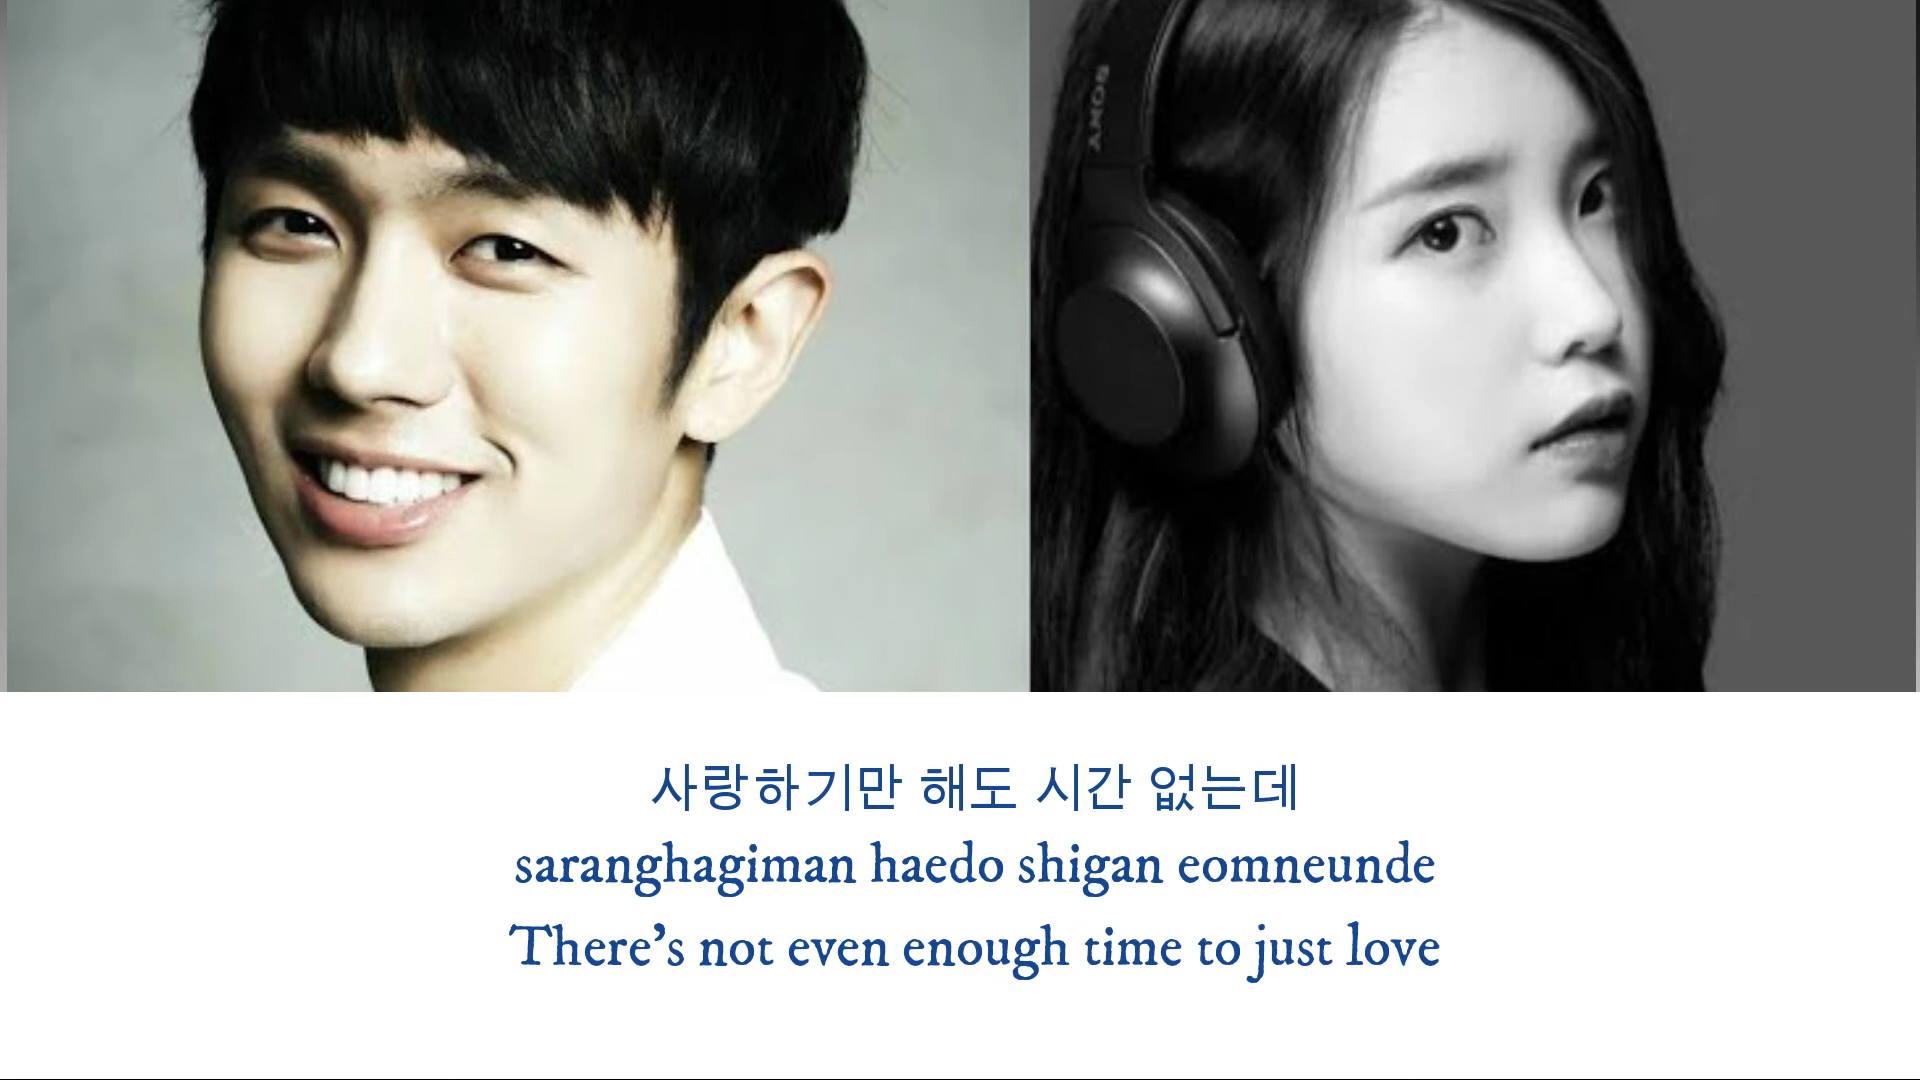 SONY
사랑하기만 해도 시간 없는데
saranghagiman haedo shigan eomneunde
There's not even enough time to just love